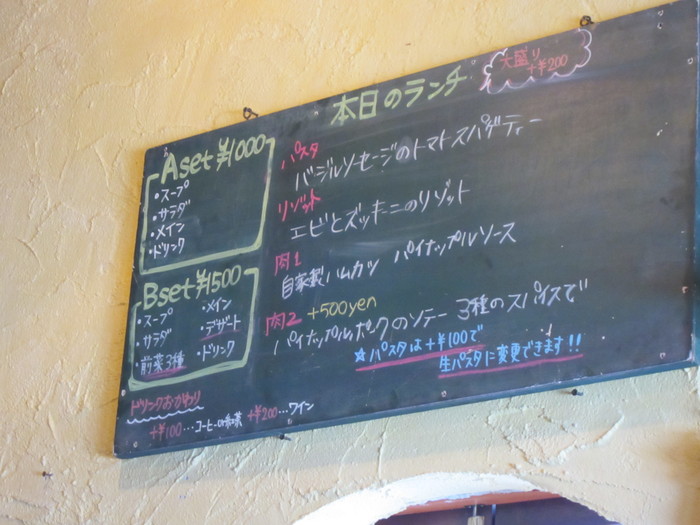 本日のランチ
大盛り
+¥200
Aset ¥1000
・スープ
・サラダ
・メイン
・ドリンク
Bset ¥1500
・スープ
・サラダ
・前菜3種
・メイン
・デザート
・ドリンク
ドリンクおかわり
+¥100…コーヒーor紅茶 +¥200…ワイン
パスタ
バジルソーセージのトマトスパゲティー
リゾット
エビとズッキーニのリゾット
肉1
自家製ハムカツ パイナップルソース
肉2 +500yen
パイナップルポークのソテー 3種のスパイスで
☆パスタは+¥100で
生パスタに変更できます!!